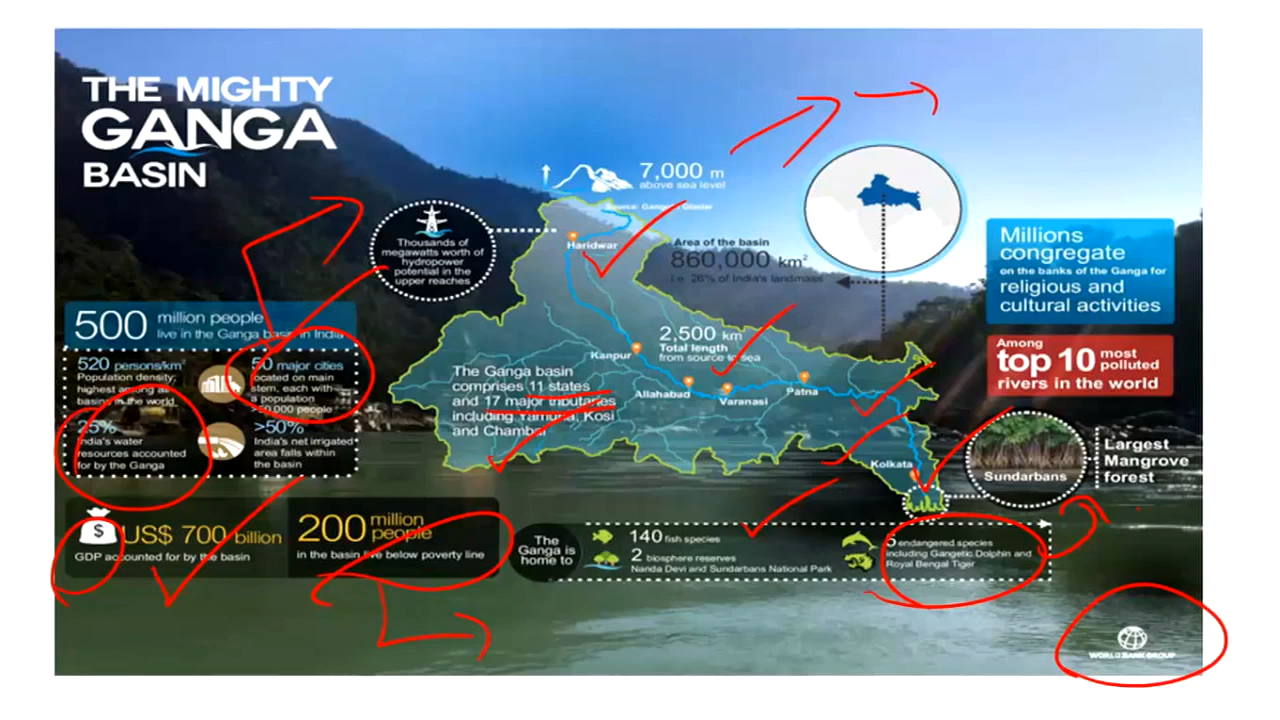 THE MIGHTY
GANGA
BASIN
7,000 m
above sea level
Source: Gangotri Glacier
Thousands of
megawatts worth of
hydropower
potential in the
upper reaches
Haridwar
Area of the basin
860,000 km²
i.e 26% of India's landmass
Millions
congregate
on the banks of the Ganga for
religious and
cultural activities
500 million people
live in the Ganga basin in India
520 persons/km²
Population density;
highest among all
basins in the world
50 major cities
located on main
stem, each with
a population
>50,000 people
25%
India's water
resources accounted
for by the Ganga
>50%
India's net irrigated
area falls within
the basin
2,500 km
Total length
from source to sea
Kanpur
Allahabad
Varanasi
Patna
Kolkata
The Ganga basin
comprises 11 states
and 17 major tributaries
including Yamuna, Kosi
and Chambal
Among
top 10 most
polluted
rivers in the world
Sundarbans
Largest
Mangrove
forest
$
US$ 700 billion
GDP accounted for by the basin
200 million
people
in the basin live below poverty line
The
Ganga is
home to
140 fish species
2 biosphere reserves
Nanda Devi and Sundarbans National Park
5 endangered species
including Gangetic Dolphin and
Royal Bengal Tiger
WORLD BANK GROUP